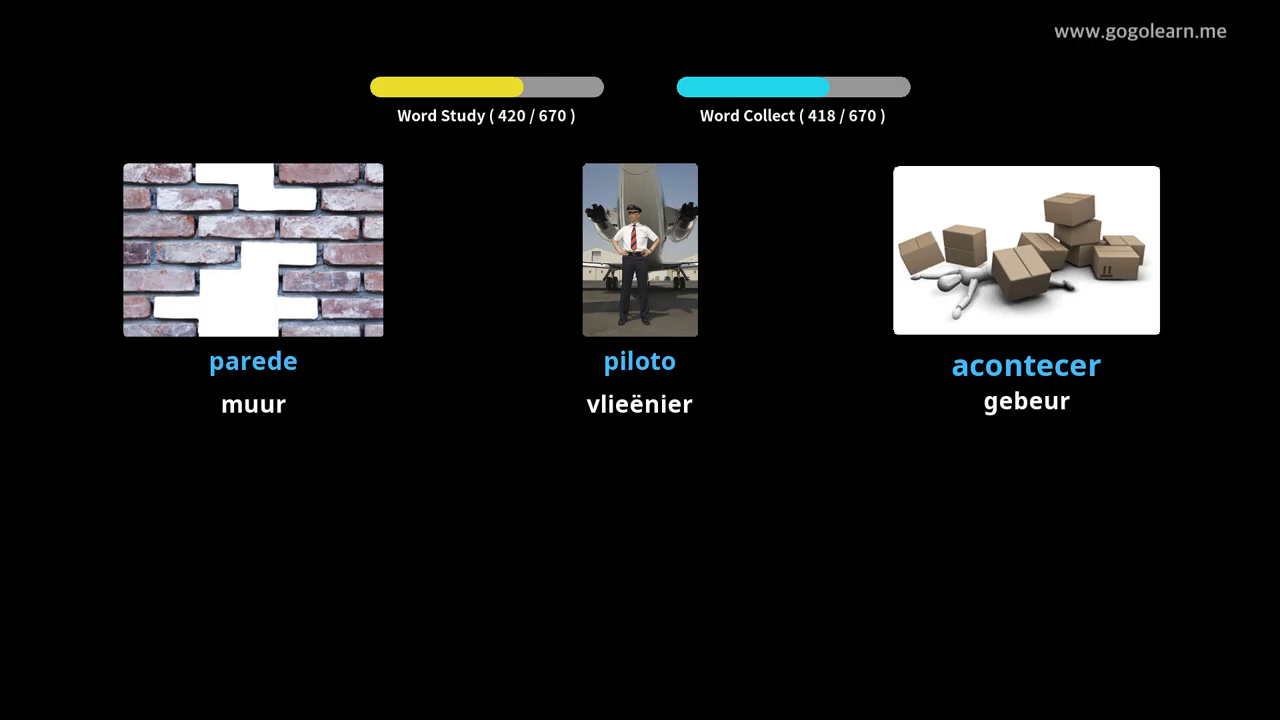 www.gogolearn.me
Word Study ( 420 / 670 )
Word Collect ( 418 / 670 )
parede
muur
piloto
vlieënier
acontecer
gebeur